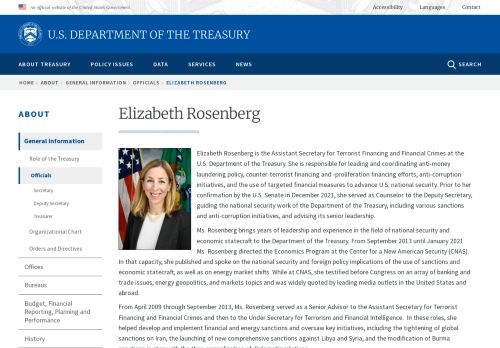 An official website of the United States Government
Accessibility Languages Contact
U.S. DEPARTMENT OF THE TREASURY
ABOUT TREASURY POLICY ISSUES DATA SERVICES NEWS SEARCH
HOME › ABOUT › GENERAL INFORMATION › OFFICIALS › ELIZABETH ROSENBERG
ABOUT
General Information
Role of the Treasury
Officials
Secretary
Deputy Secretary
Treasurer
Organizational Chart
Orders and Directives
Offices
Bureaus
Budget, Financial
Reporting, Planning and
Performance
History
Elizabeth Rosenberg
Elizabeth Rosenberg is the Assistant Secretary for Terrorist Financing and Financial Crimes at the
U.S. Department of the Treasury. She is responsible for leading and coordinating anti-money
laundering policy, counter-terrorist financing and -proliferation financing efforts, anti-corruption
initiatives, and the use of targeted financial measures to advance U.S. national security. Prior to her
confirmation by the U.S. Senate in December 2021, she served as Counselor to the Deputy Secretary,
guiding the national security work of the Department of the Treasury, including various sanctions
and anti-corruption initiatives, and advising its senior leadership.
Ms. Rosenberg brings years of leadership and experience in the field of national security and
economic statecraft to the Department of the Treasury. From September 2013 until January 2021
Ms. Rosenberg directed the Economics Program at the Center for a New American Security (CNAS).
In that capacity, she published and spoke on the national security and foreign policy implications of the use of sanctions and
economic statecraft, as well as on energy market shifts. While at CNAS, she testified before Congress on an array of banking and
trade issues, energy geopolitics, and markets topics and was widely quoted by leading media outlets in the United States and
abroad.
From April 2009 through September 2013, Ms. Rosenberg served as a Senior Advisor to the Assistant Secretary for Terrorist
Financing and Financial Crimes and then to the Under Secretary for Terrorism and Financial Intelligence. In these roles, she
helped develop and implement financial and energy sanctions and oversaw key initiatives, including the tightening of global
sanctions on Iran, the launching of new comprehensive sanctions against Libya and Syria, and the modification of Burma